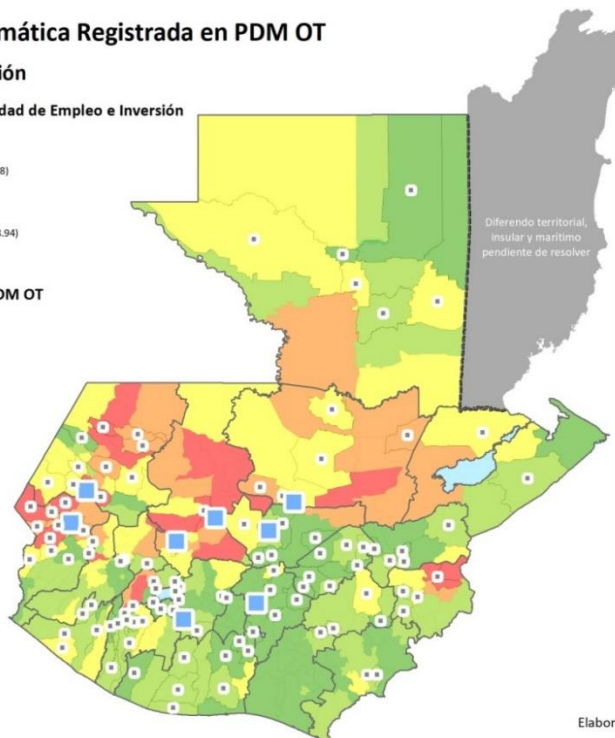 mática Registrada en PDM OT
ión
dad de Empleo e Inversión
8)
.94)
DM OT
Diferendo territorial,
insular y marítimo
pendiente de resolver
Elabor